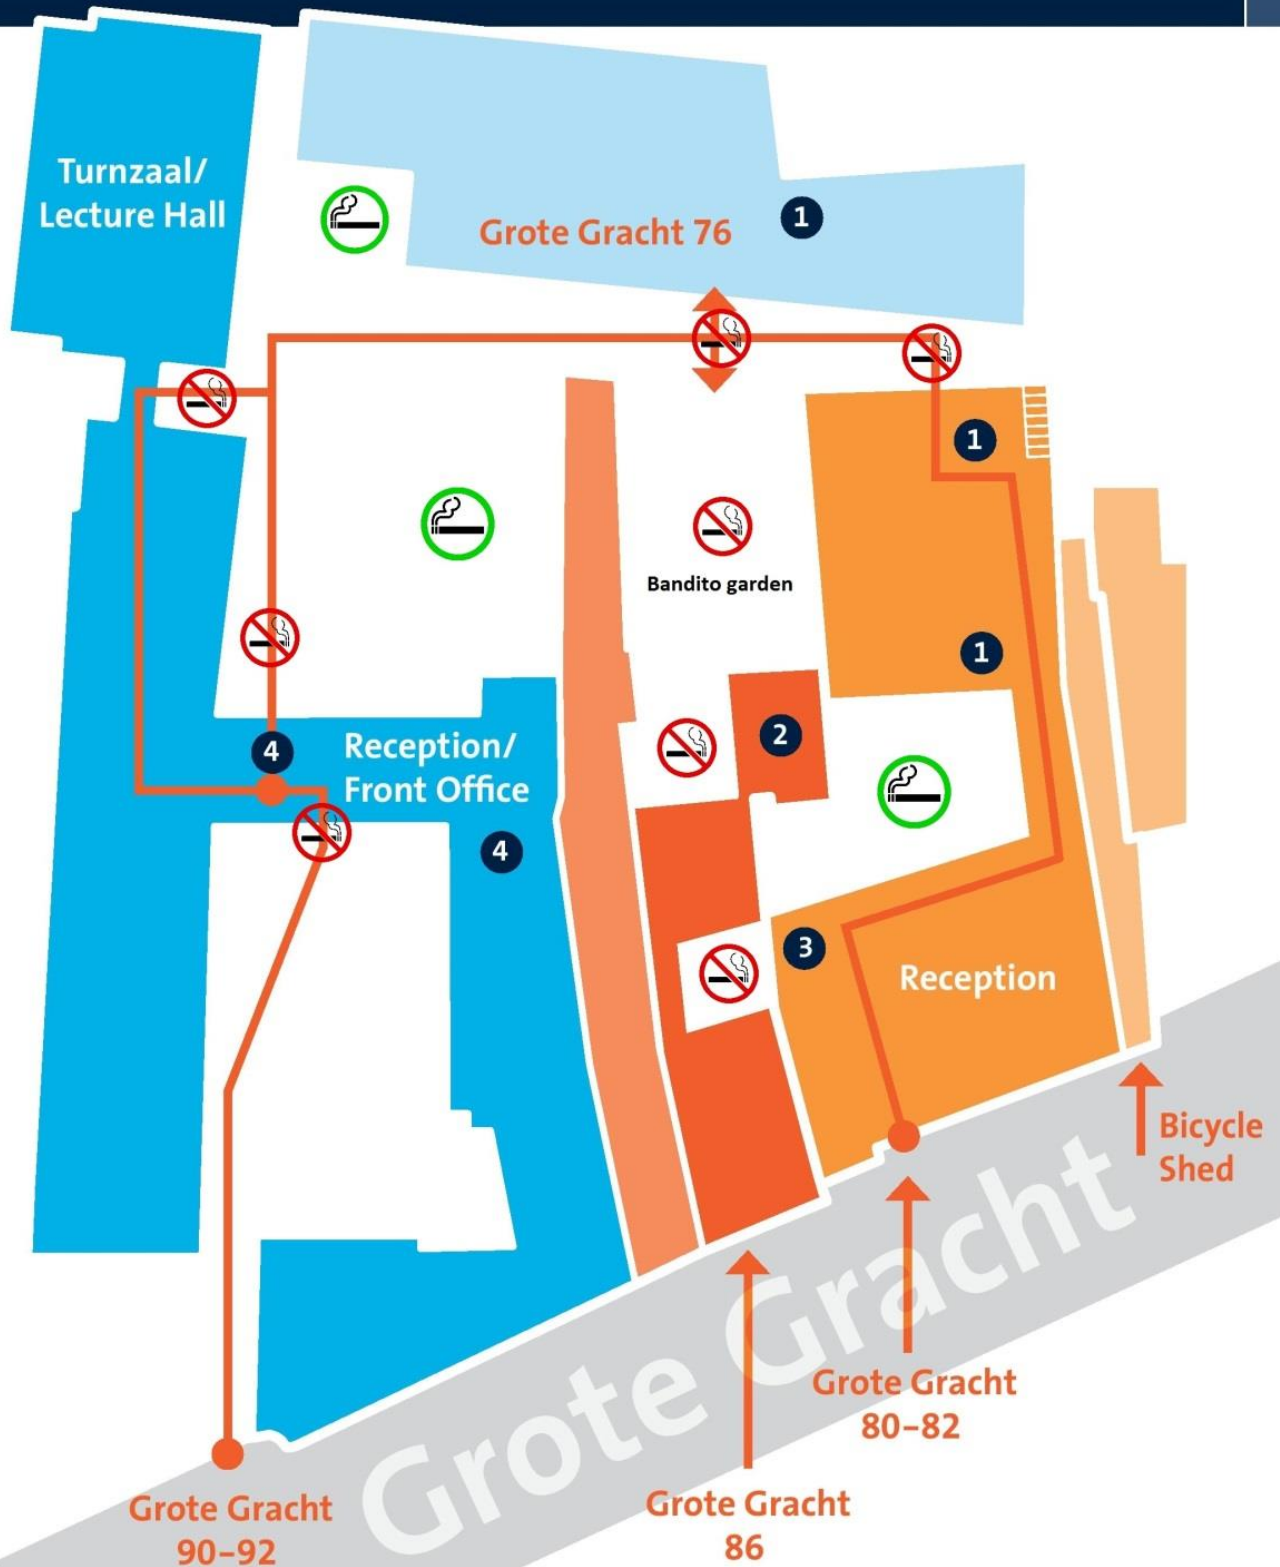 Turnzaal/
Lecture Hall
Grote Gracht 76
1
1
Bandito garden
1
2
4
Reception/
Front Office
4
3
Reception
Bicycle
Shed
Grote Gracht
Grote Gracht
80–82
Grote Gracht
86
Grote Gracht
90–92